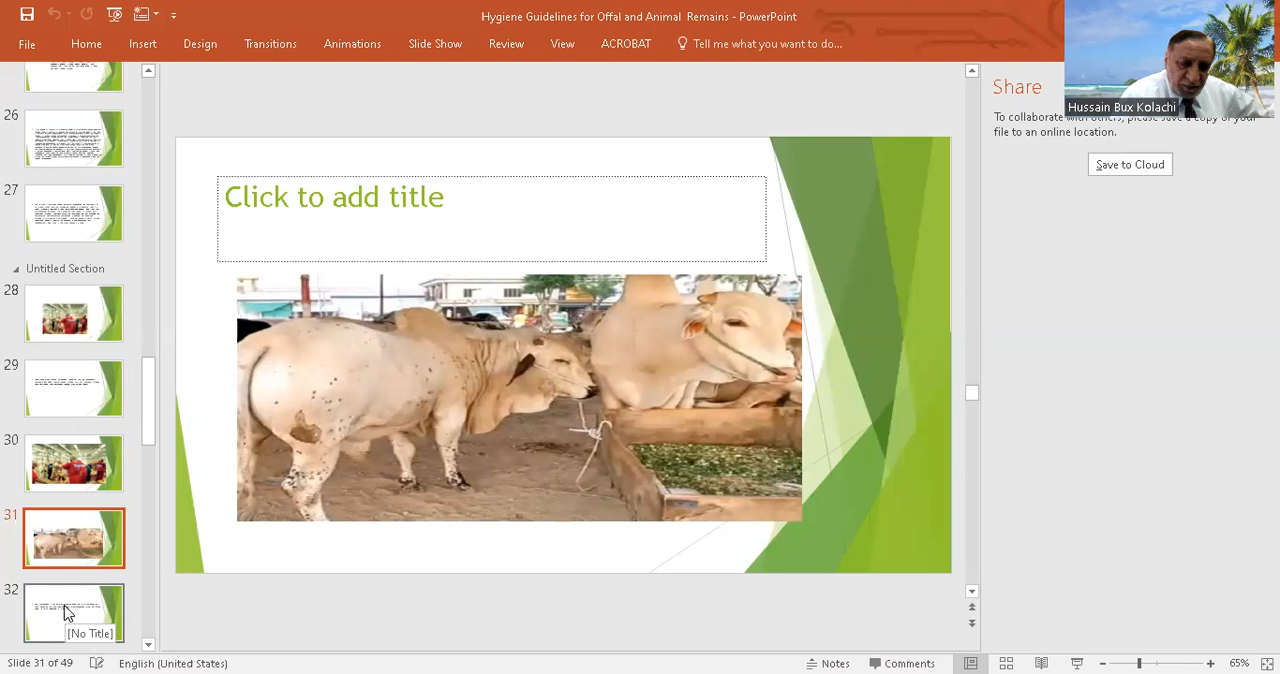 Hygiene Guidelines for Offal and Animal Remains - PowerPoint
File Home Insert Design Transitions Animations Slide Show Review View ACROBAT Tell me what you want to do...
Hussain Bux Kolachi
Share
To collaborate with others, please save a copy of your
file to an online location.
Save to Cloud
26
27
Untitled Section
28
29
30
31
32
[No Title]
Click to add title
Slide 31 of 49 English (United States) Notes Comments 65%